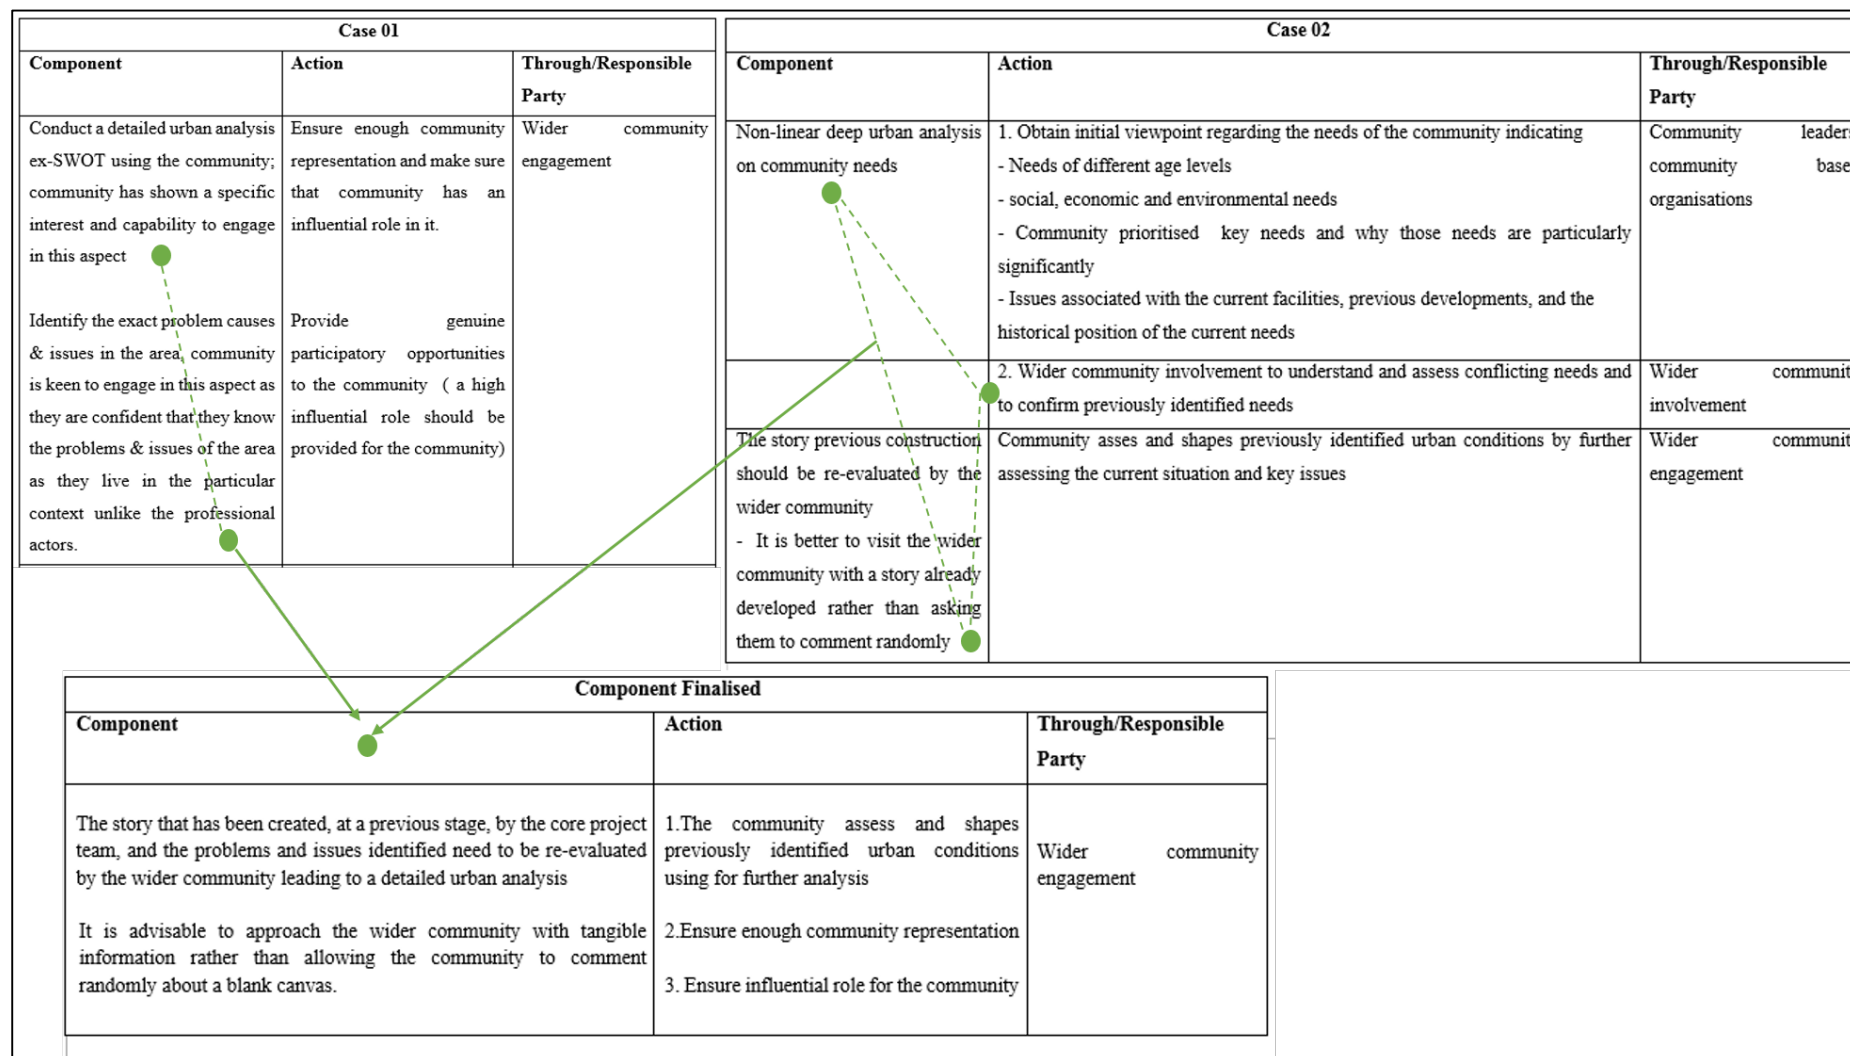 Case 01
Component
Action
Through/Responsible
Party
Conduct a detailed urban analysis
ex-SWOT using the community;
community has shown a specific
interest and capability to engage
in this aspect
Ensure enough community
representation and make sure
that community has an
influential role in it.
Wider community
engagement
Identify the exact problem causes
& issues in the area, community
is keen to engage in this aspect as
they are confident that they know
the problems & issues of the area
as they live in the particular
context unlike the professional
actors.
Provide genuine
participatory opportunities
to the community ( a high
influential role should be
provided for the community)
Case 02
Component
Action
Through/Responsible
Party
Non-linear deep urban analysis
on community needs
1. Obtain initial viewpoint regarding the needs of the community indicating
- Needs of different age levels
- social, economic and environmental needs
- Community prioritised key needs and why those needs are particularly
significantly
- Issues associated with the current facilities, previous developments, and the
historical position of the current needs
Community leader
community base
organisations
2. Wider community involvement to understand and assess conflicting needs and
to confirm previously identified needs
Wider communit
involvement
The story previous construction
should be re-evaluated by the
wider community
- It is better to visit the wider
community with a story already
developed rather than asking
them to comment randomly
Community asses and shapes previously identified urban conditions by further
assessing the current situation and key issues
Wider communit
engagement
Component Finalised
Component
Action
Through/Responsible
Party
The story that has been created, at a previous stage, by the core project
team, and the problems and issues identified need to be re-evaluated
by the wider community leading to a detailed urban analysis
It is advisable to approach the wider community with tangible
information rather than allowing the community to comment
randomly about a blank canvas.
1.The community assess and shapes
previously identified urban conditions
using for further analysis
2.Ensure enough community representation
3. Ensure influential role for the community
Wider community
engagement